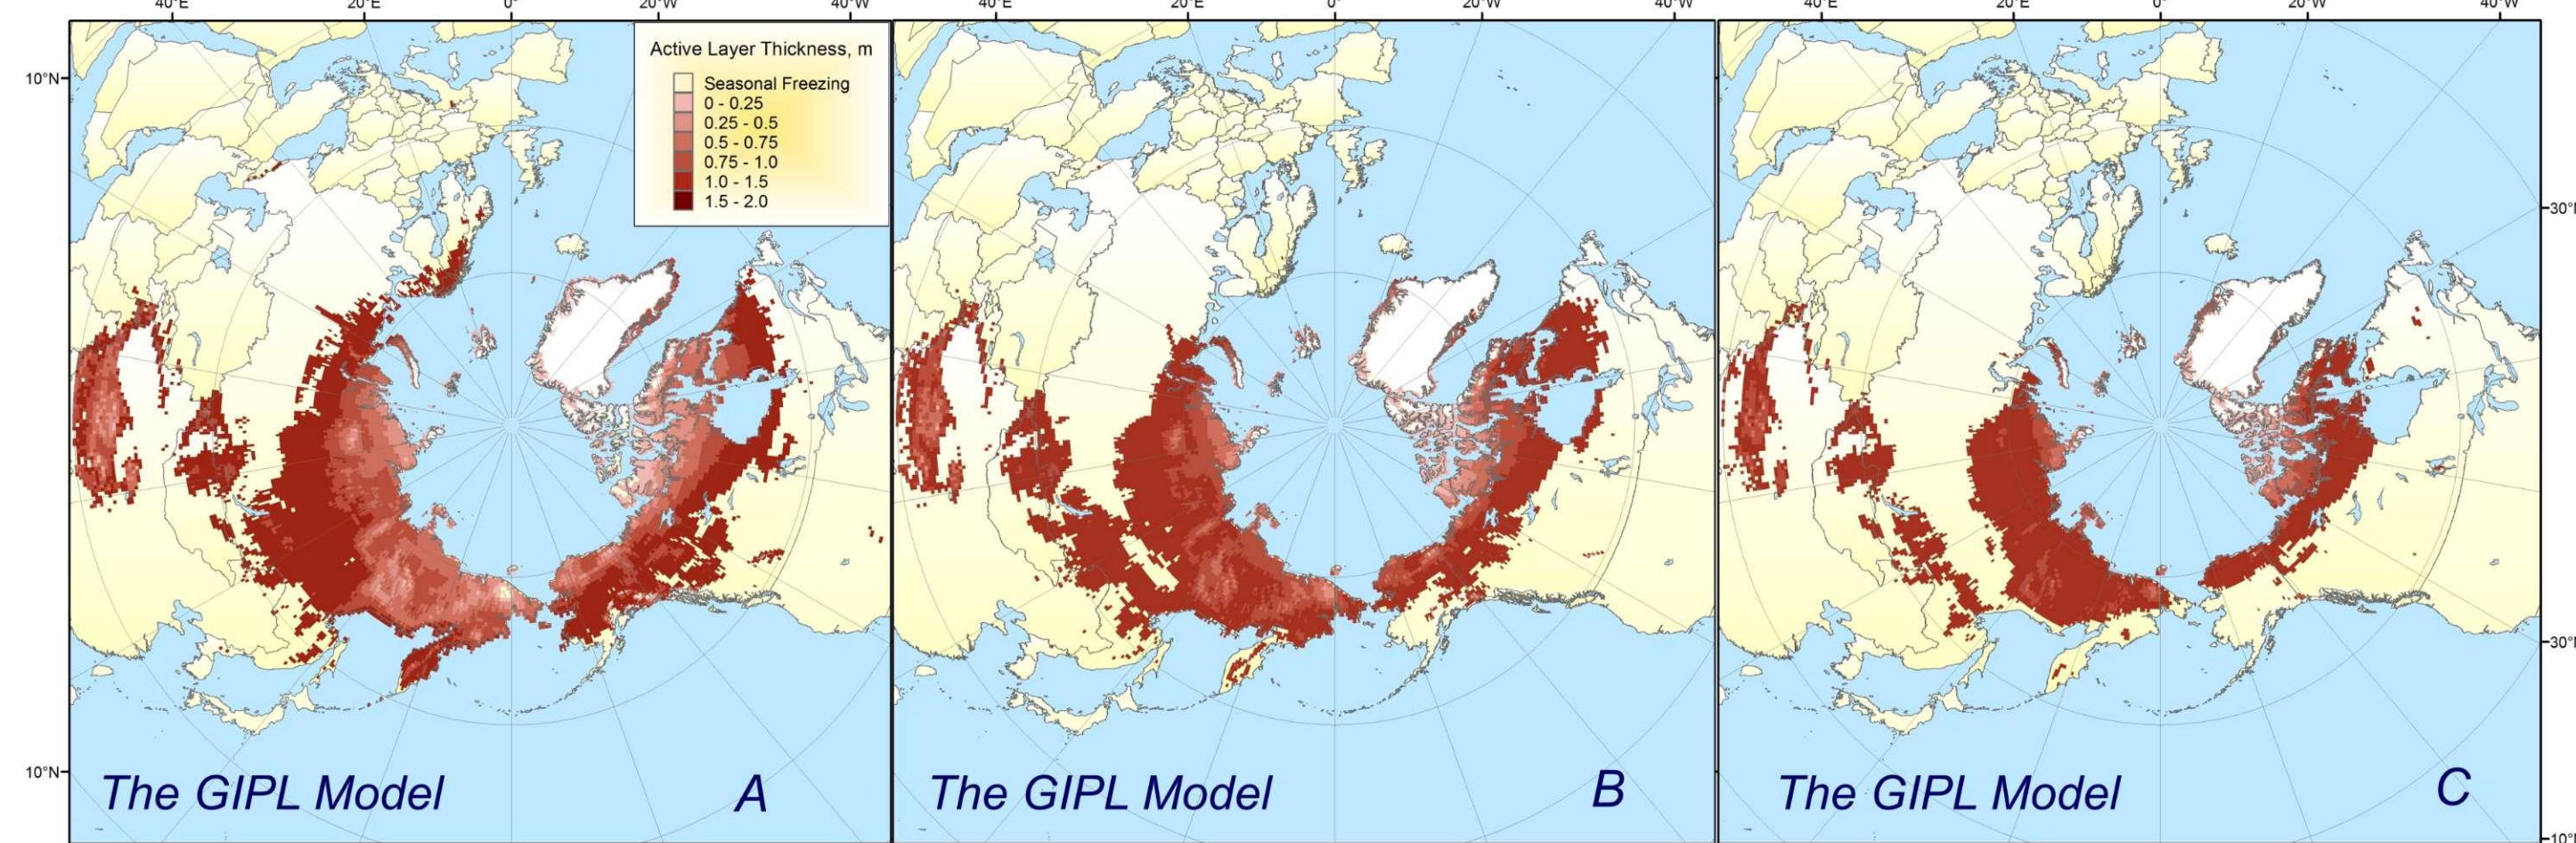 40°E 20°E 0° 20°W 40°W 40°E 20°E 0° 20°W 40°W 40°E 20°E 0° 20°W 40°W
Active Layer Thickness, m
10°N
Seasonal Freezing
0 - 0.25
0.25 - 0.5
0.5 - 0.75
0.75 - 1.0
1.0 - 1.5
1.5 - 2.0
30°
30°
10°N
The GIPL Model A
The GIPL Model B
The GIPL Model C
10°